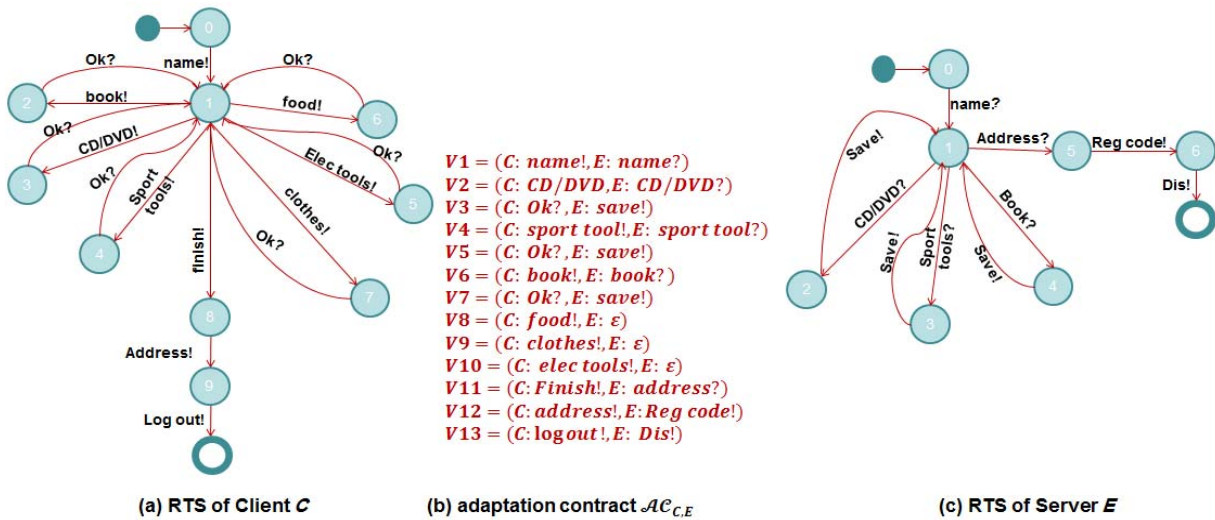 0
name!
Ok?
Ok?
2
book!
1
food!
6
Ok?
CD/DVD!
Ok?
3
Ok?
Sport
tools!
Elec tools!
5
4
clothes!
finish!
Ok?
7
8
Address!
9
Log out!
(a) RTS of Client C
V1 = (C: name!, E: name?)
V2 = (C: CD/DVD, E: CD/DVD?)
V3 = (C: Ok?, E: save!)
V4 = (C: sport tool!, E: sport tool?)
V5 = (C: Ok?, E: save!)
V6 = (C: book!, E: book?)
V7 = (C: Ok?, E: save!)
V8 = (C: food!, E: ε)
V9 = (C: clothes!, E: ε)
V10 = (C: elec tools!, E: ε)
V11 = (C: Finish!, E: address?)
V12 = (C: address!, E: Reg code!)
V13 = (C: log out!, E: Dis!)
(b) adaptation contract 𝒜𝒞C,E
0
name?
Save!
1
Address?
5
Reg code!
6
Dis!
CD/DVD?
Save!
Sport
tools?
Book?
Save!
2
3
4
(c) RTS of Server E